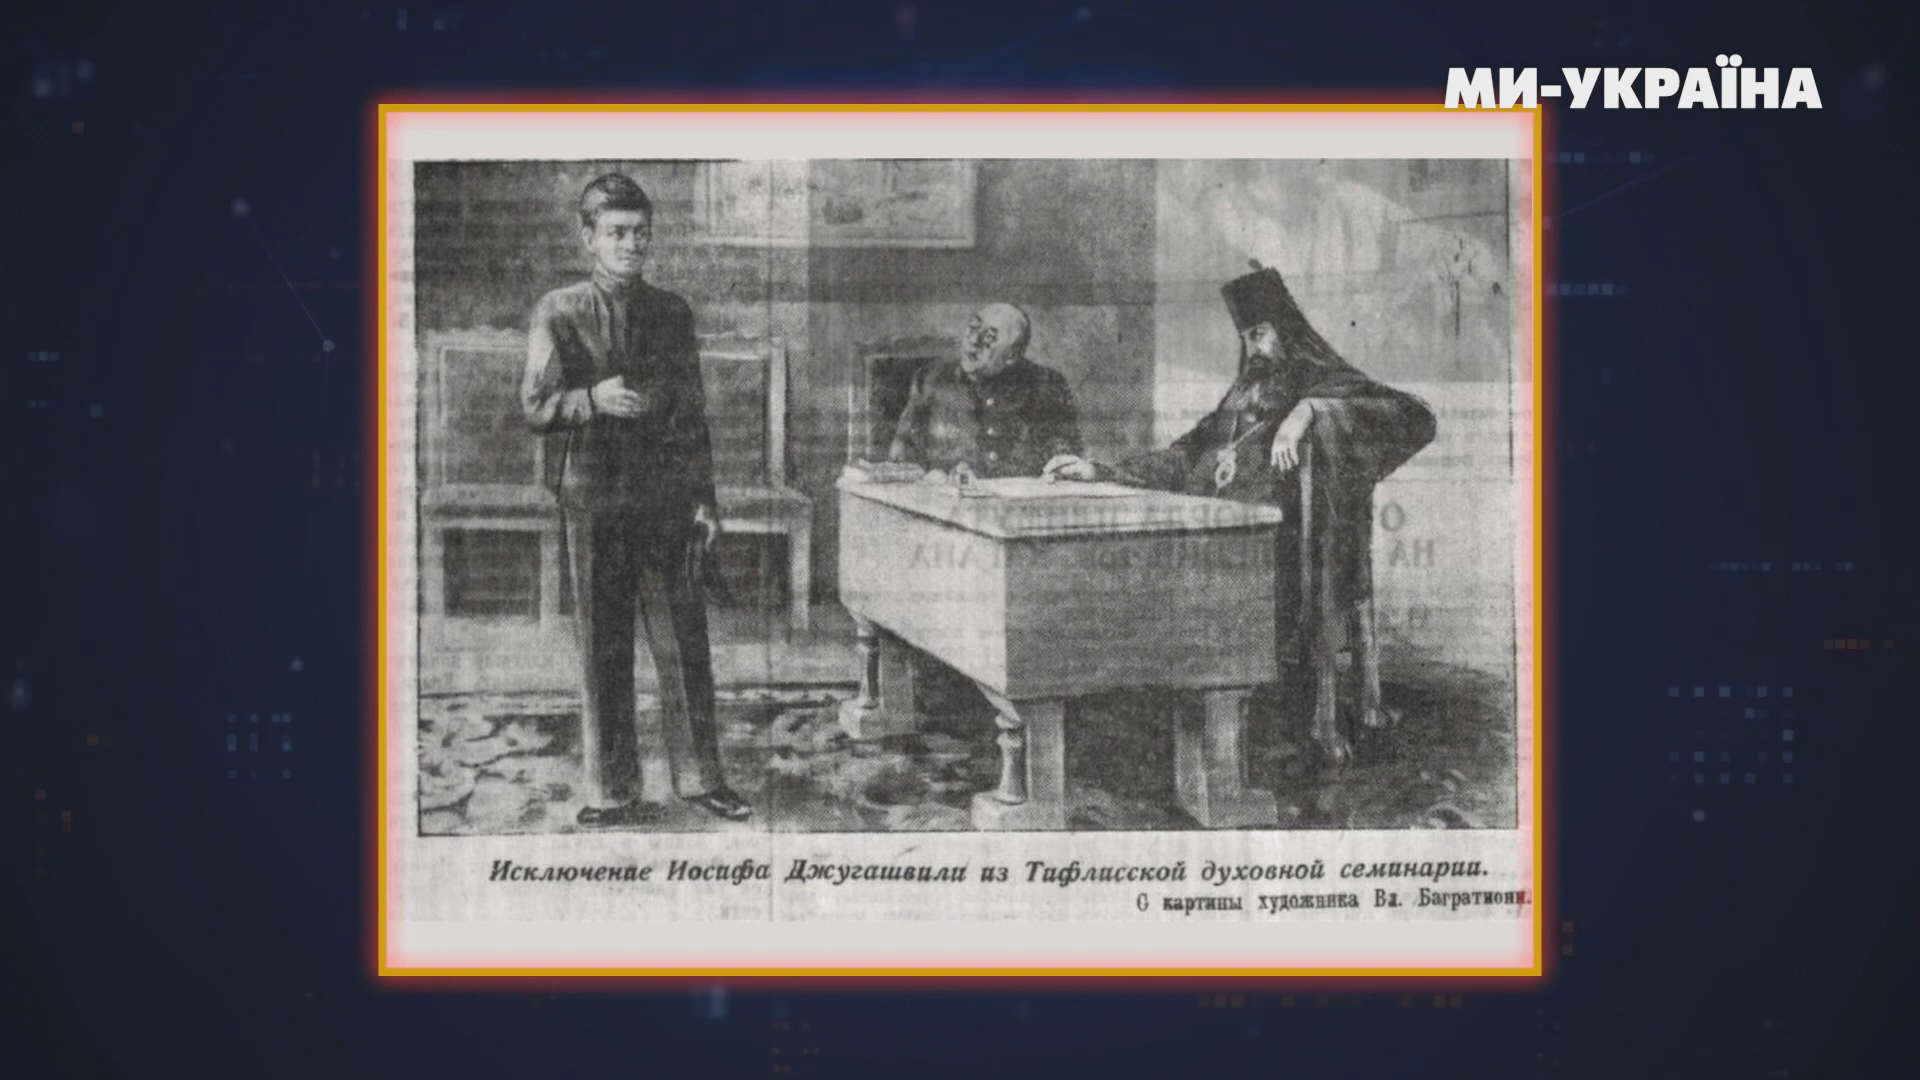 МИ-УКРАЇНА
Исключение Иосифа Джугашвили из Тифлисской духовной семинарии.
С картины художника Вл. Багратиони.